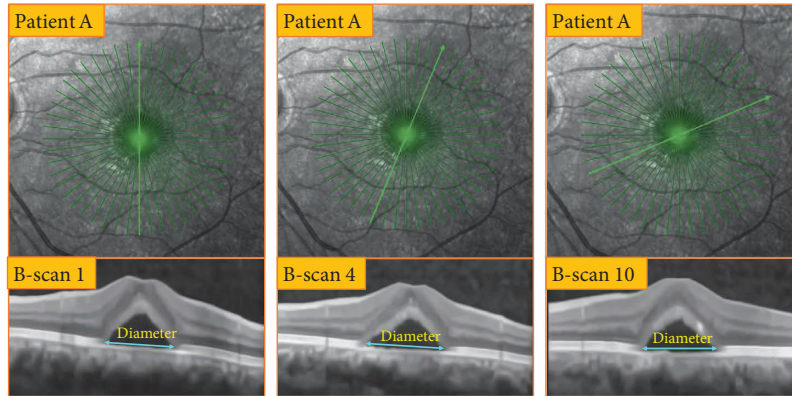 Patient A
Patient A
Patient A
B-scan 1
B-scan 4
B-scan 10
Diameter
Diameter
Diameter